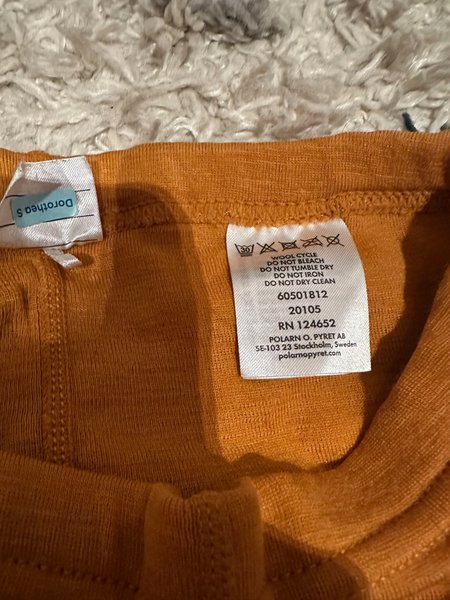 Dorothea S
30
WOOL CYCLE
DO NOT BLEACH
DO NOT TUMBLE DRY
DO NOT IRON
DO NOT DRY CLEAN
60501812
20105
RN 124652
POLARN O. PYRET AB
SE-103 23 Stockholm, Sweden
polarnopyret.com